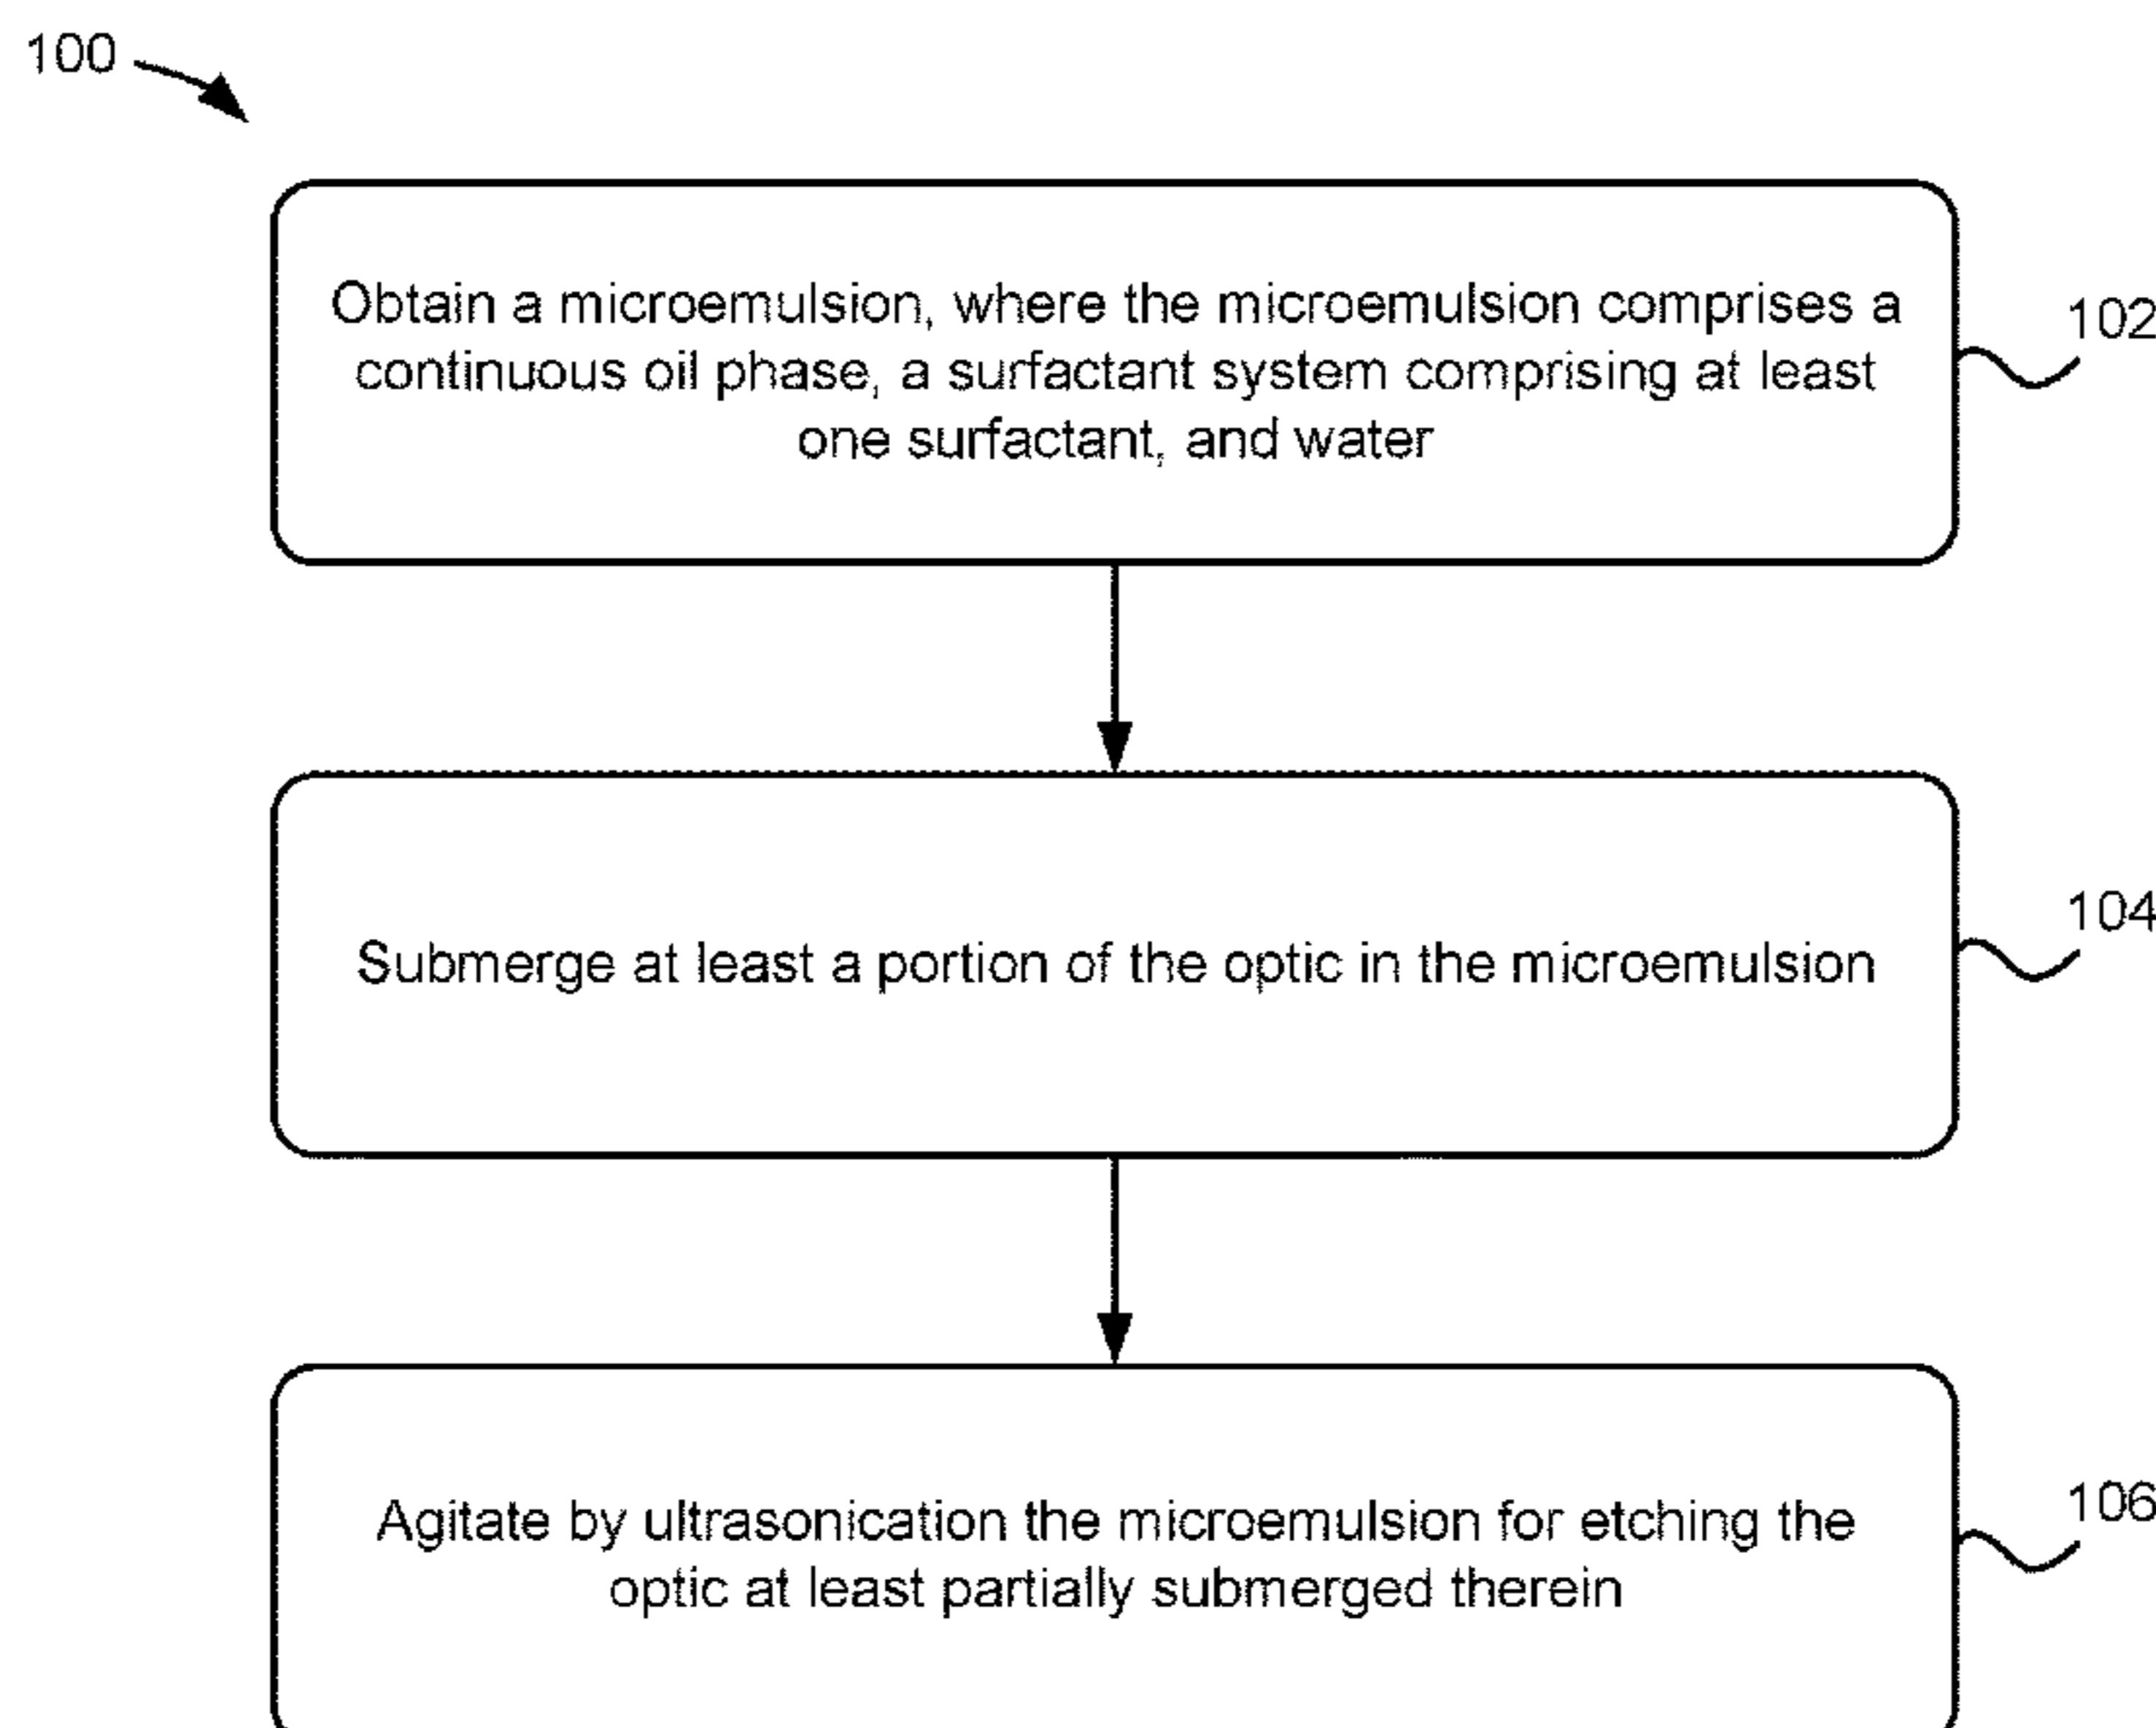 100
Obtain a microemulsion, where the microemulsion comprises a
continuous oil phase, a surfactant system comprising at least
one surfactant, and water
102
Submerge at least a portion of the optic in the microemulsion
104
Agitate by ultrasonication the microemulsion for etching the
optic at least partially submerged therein
106